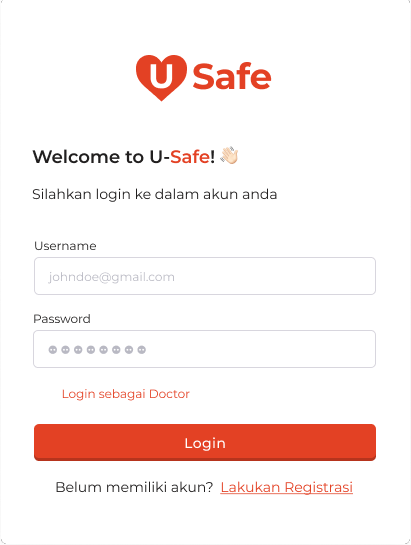 U Safe
Welcome to U-Safe! 👋🏻
Silahkan login ke dalam akun anda
Username
johndoe@gmail.com
Password
Login sebagai Doctor
Login
Belum memiliki akun? Lakukan Registrasi